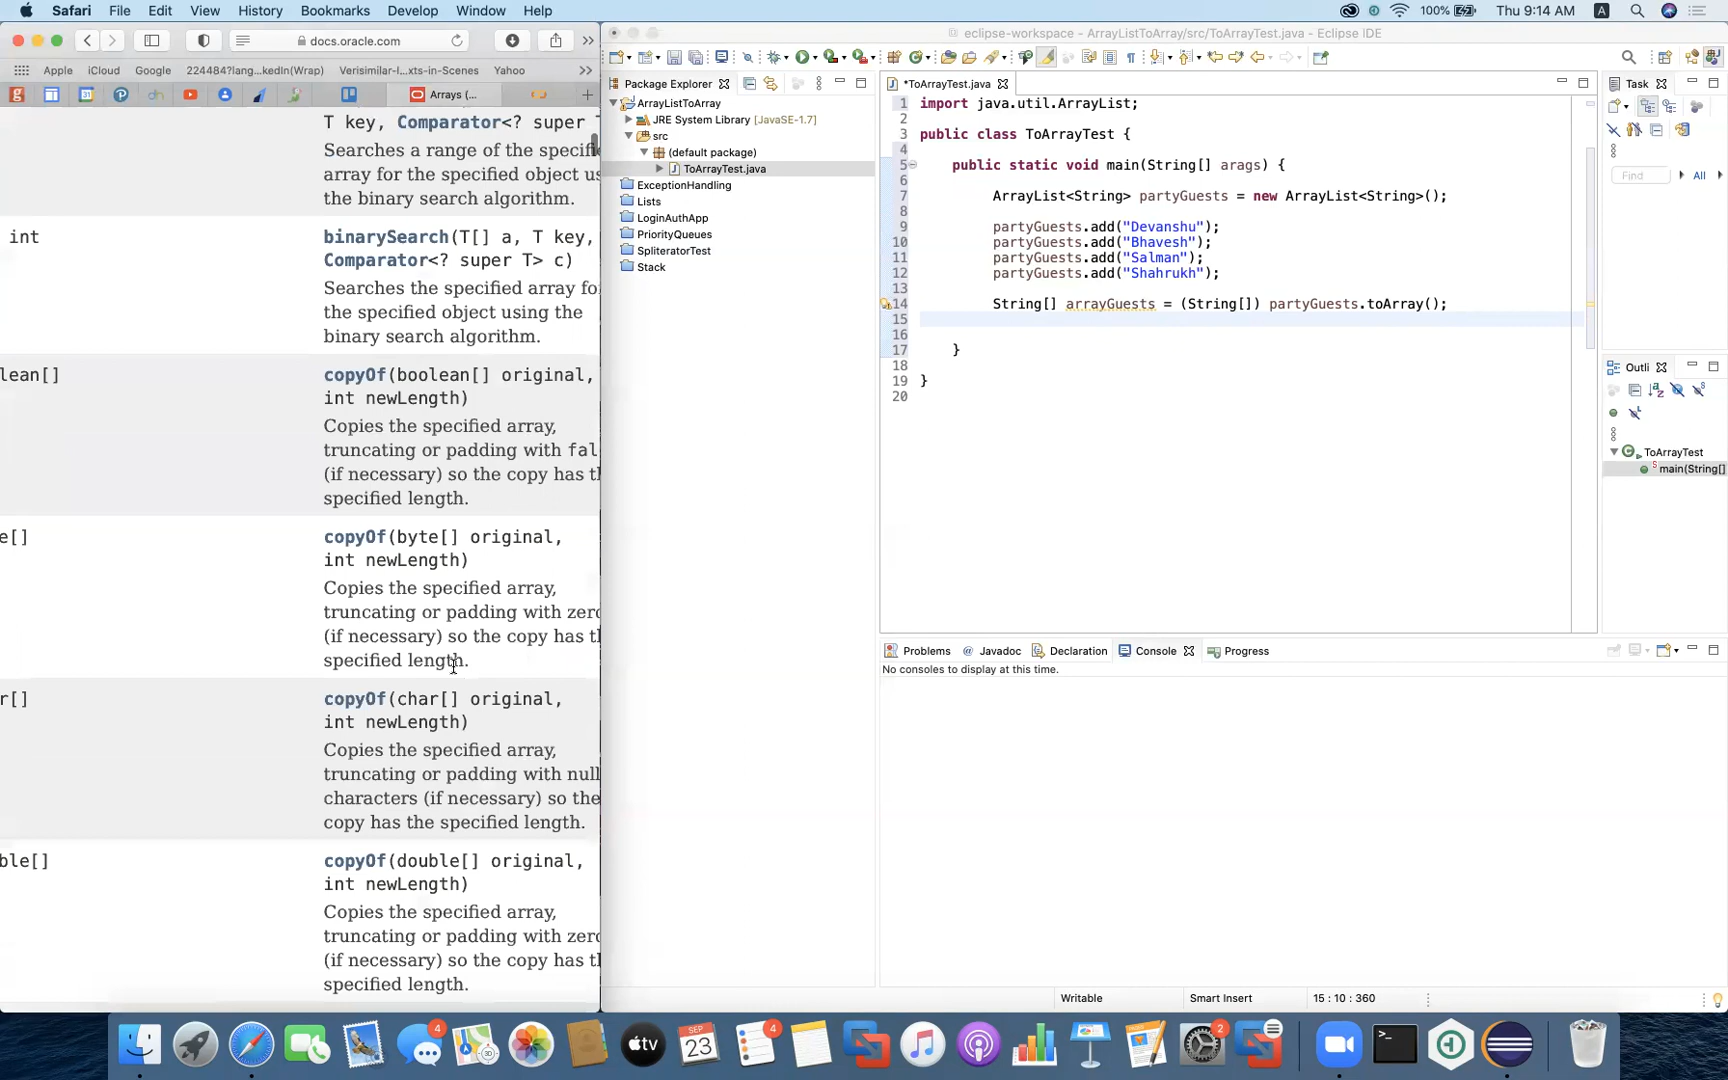 Safari File Edit View History Bookmarks Develop Window Help
100% Thu 9:14 AM A
docs.oracle.com
Apple iCloud Google 224484?lang...kedIn(Wrap) Verisimilar-I...xts-in-Scenes Yahoo
Arrays (...
T key, Comparator<? super T
Searches a range of the specifi
array for the specified object us
the binary search algorithm.
int
binarySearch(T[] a, T key,
Comparator<? super T> c)
Searches the specified array fo
the specified object using the
binary search algorithm.
lean[]
copyOf(boolean[] original,
int newLength)
Copies the specified array,
truncating or padding with fal
(if necessary) so the copy has th
specified length.
e[]
copyOf(byte[] original,
int newLength)
Copies the specified array,
truncating or padding with zero
(if necessary) so the copy has th
specified length.
r[]
copyOf(char[] original,
int newLength)
Copies the specified array,
truncating or padding with null
characters (if necessary) so the
copy has the specified length.
ble[]
copyOf(double[] original,
int newLength)
Copies the specified array,
truncating or padding with zero
(if necessary) so the copy has th
specified length.
eclipse-workspace - ArrayListToArray/src/ToArrayTest.java - Eclipse IDE
Package Explorer
ArrayListToArray
JRE System Library [JavaSE-1.7]
src
(default package)
ToArrayTest.java
ExceptionHandling
Lists
LoginAuthApp
PriorityQueues
SpliteratorTest
Stack
*ToArrayTest.java
1 import java.util.ArrayList;
2
3 public class ToArrayTest {
4
5 public static void main(String[] arags) {
6
7 ArrayList<String> partyGuests = new ArrayList<String>();
8
9 partyGuests.add("Devanshu");
10 partyGuests.add("Bhavesh");
11 partyGuests.add("Salman");
12 partyGuests.add("Shahrukh");
13
14 String[] arrayGuests = (String[]) partyGuests.toArray();
15
16
17 }
18
19 }
20
Task
Find All
Outli
ToArrayTest
main(String[]
Problems @ Javadoc Declaration Console Progress
No consoles to display at this time.
Writable Smart Insert 15 : 10 : 360
4
30
tv
SEP
23
4
2